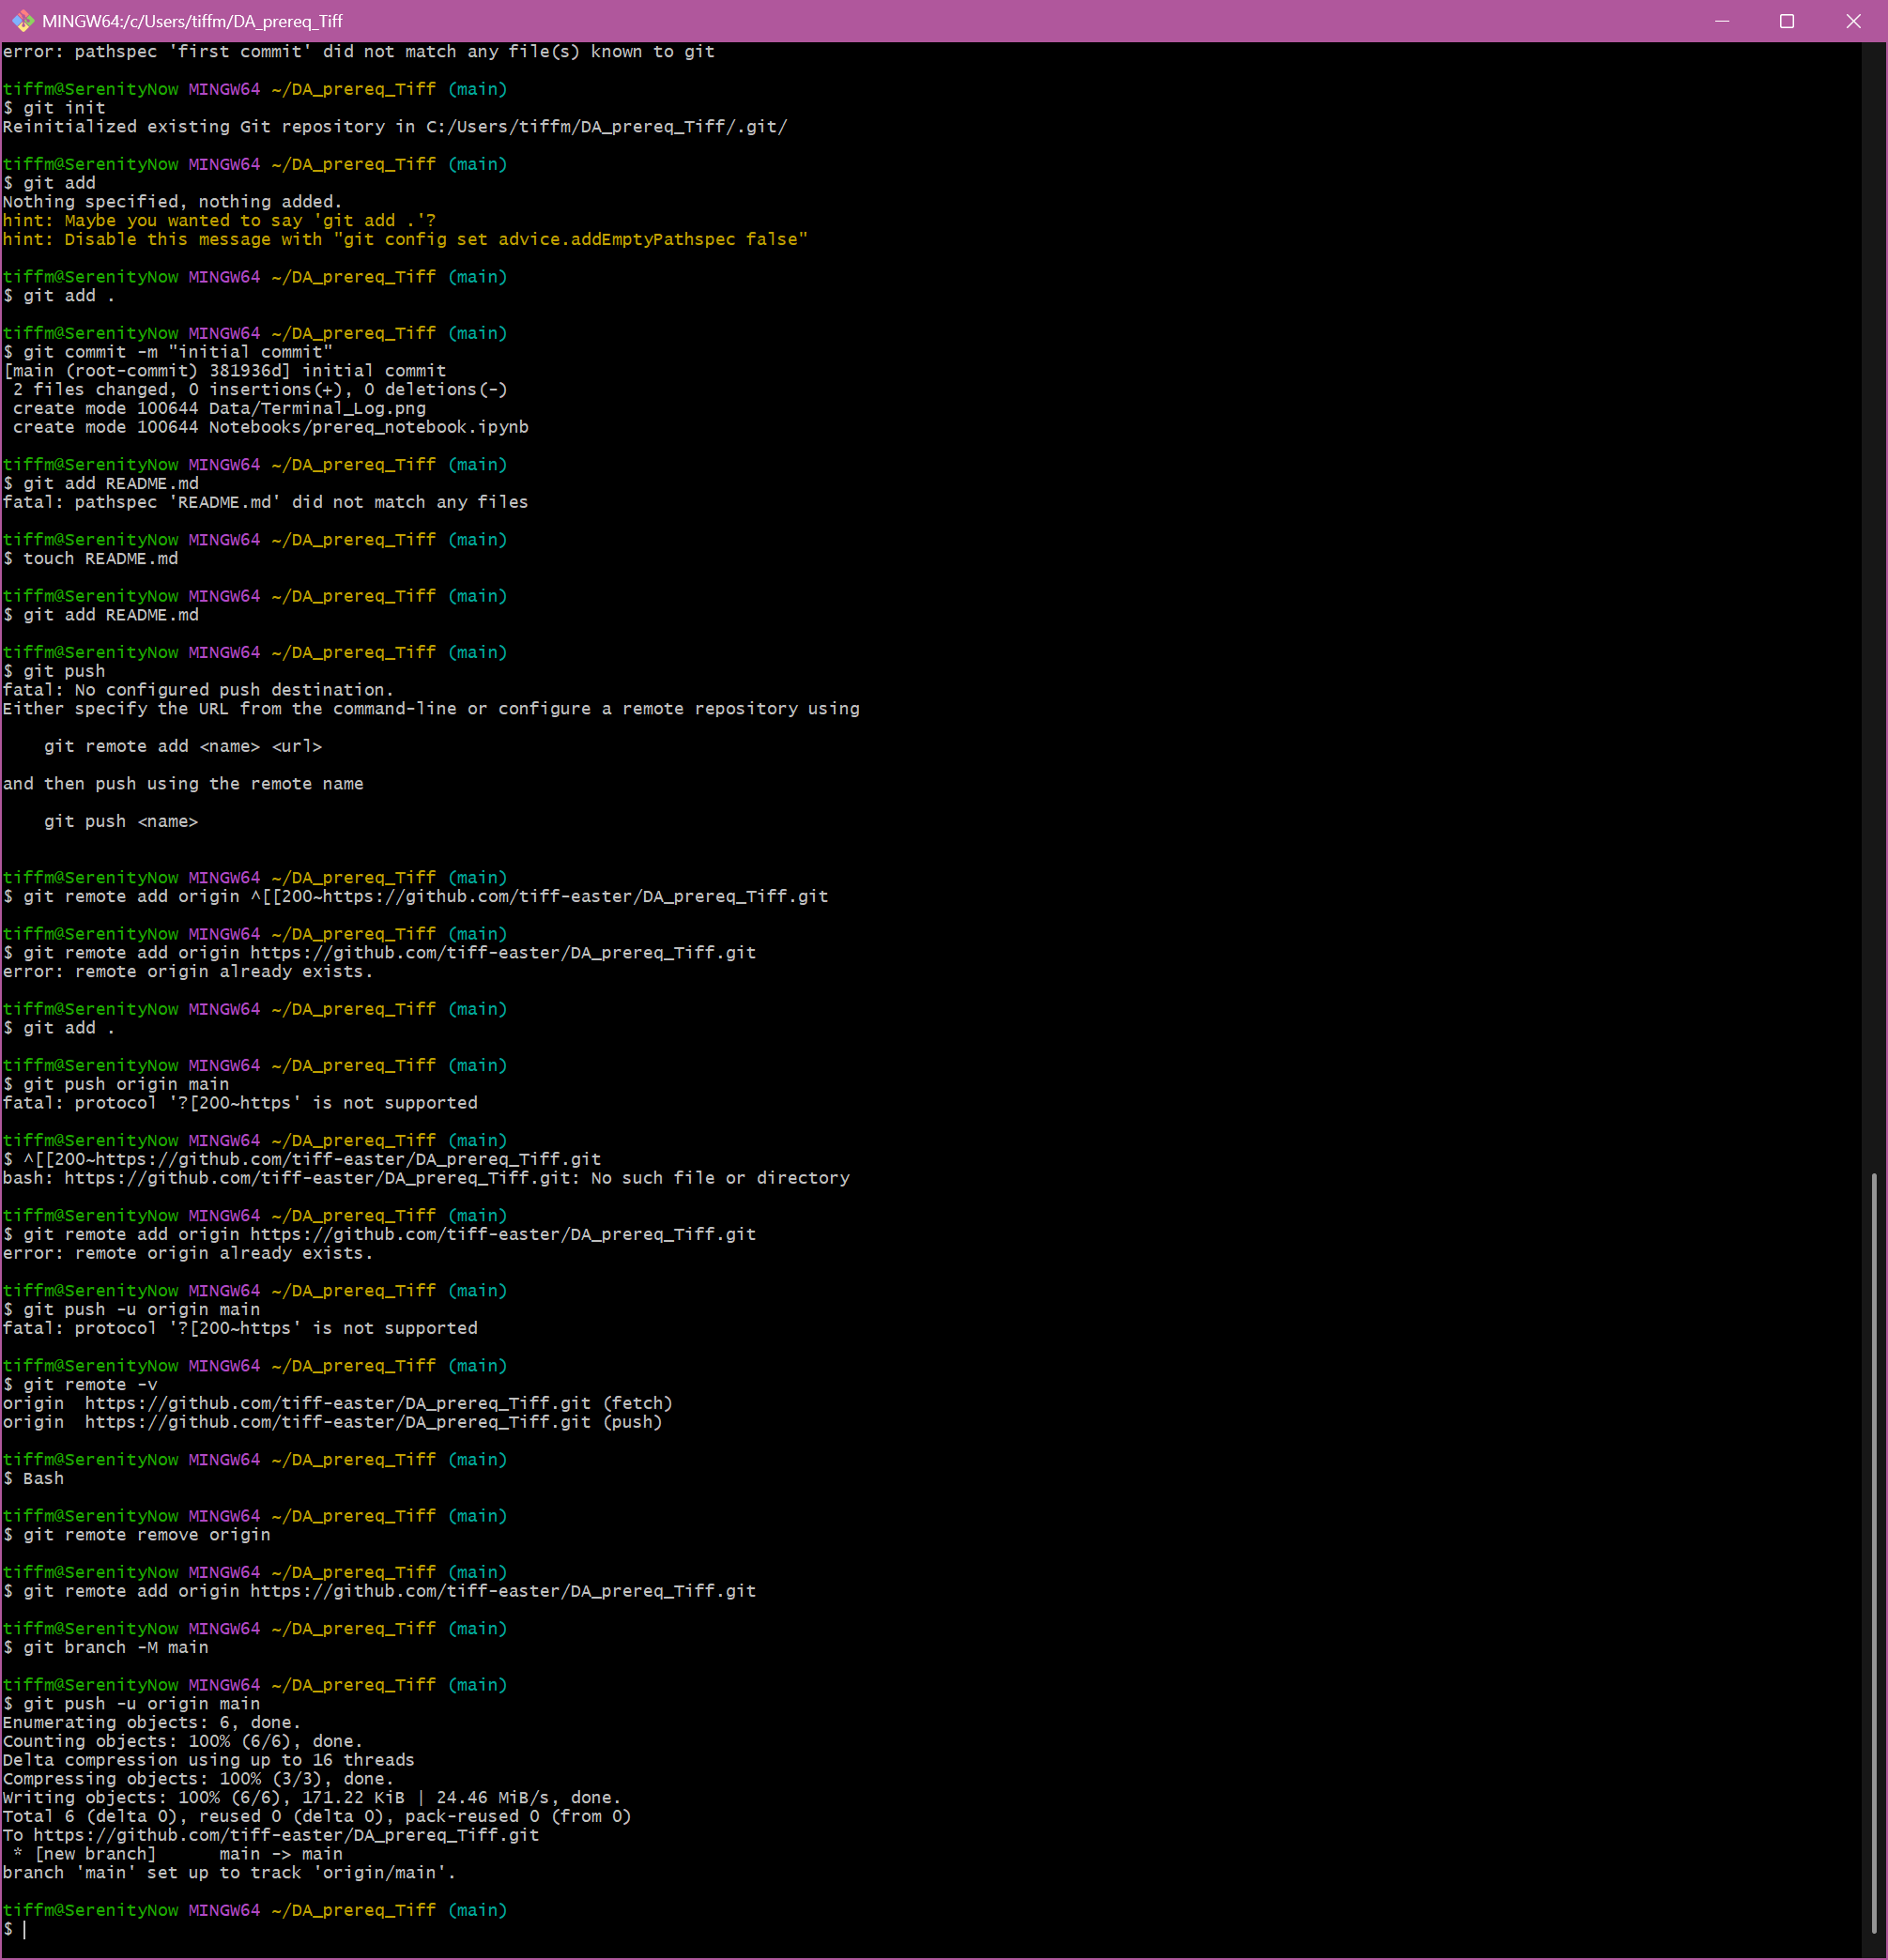 MINGW64:/c/Users/tiffm/DA_prereq_Tiff
error: pathspec 'first commit' did not match any file(s) known to git
tiffm@SerenityNow MINGW64 ~/DA_prereq_Tiff (main)
$ git init
Reinitialized existing Git repository in C:/Users/tiffm/DA_prereq_Tiff/.git/
tiffm@SerenityNow MINGW64 ~/DA_prereq_Tiff (main)
$ git add
Nothing specified, nothing added.
hint: Maybe you wanted to say 'git add .'?
hint: Disable this message with "git config set advice.addEmptyPathspec false"
tiffm@SerenityNow MINGW64 ~/DA_prereq_Tiff (main)
$ git add .
tiffm@SerenityNow MINGW64 ~/DA_prereq_Tiff (main)
$ git commit -m "initial commit"
[main (root-commit) 381936d] initial commit
 2 files changed, 0 insertions(+), 0 deletions(-)
 create mode 100644 Data/Terminal_Log.png
 create mode 100644 Notebooks/prereq_notebook.ipynb
tiffm@SerenityNow MINGW64 ~/DA_prereq_Tiff (main)
$ git add README.md
fatal: pathspec 'README.md' did not match any files
tiffm@SerenityNow MINGW64 ~/DA_prereq_Tiff (main)
$ touch README.md
tiffm@SerenityNow MINGW64 ~/DA_prereq_Tiff (main)
$ git add README.md
tiffm@SerenityNow MINGW64 ~/DA_prereq_Tiff (main)
$ git push
fatal: No configured push destination.
Either specify the URL from the command-line or configure a remote repository using
    git remote add <name> <url>
and then push using the remote name
    git push <name>
tiffm@SerenityNow MINGW64 ~/DA_prereq_Tiff (main)
$ git remote add origin ^[[200~https://github.com/tiff-easter/DA_prereq_Tiff.git
tiffm@SerenityNow MINGW64 ~/DA_prereq_Tiff (main)
$ git remote add origin https://github.com/tiff-easter/DA_prereq_Tiff.git
error: remote origin already exists.
tiffm@SerenityNow MINGW64 ~/DA_prereq_Tiff (main)
$ git add .
tiffm@SerenityNow MINGW64 ~/DA_prereq_Tiff (main)
$ git push origin main
fatal: protocol '?[200~https' is not supported
tiffm@SerenityNow MINGW64 ~/DA_prereq_Tiff (main)
$ ^[[200~https://github.com/tiff-easter/DA_prereq_Tiff.git
bash: https://github.com/tiff-easter/DA_prereq_Tiff.git: No such file or directory
tiffm@SerenityNow MINGW64 ~/DA_prereq_Tiff (main)
$ git remote add origin https://github.com/tiff-easter/DA_prereq_Tiff.git
error: remote origin already exists.
tiffm@SerenityNow MINGW64 ~/DA_prereq_Tiff (main)
$ git push -u origin main
fatal: protocol '?[200~https' is not supported
tiffm@SerenityNow MINGW64 ~/DA_prereq_Tiff (main)
$ git remote -v
origin  https://github.com/tiff-easter/DA_prereq_Tiff.git (fetch)
origin  https://github.com/tiff-easter/DA_prereq_Tiff.git (push)
tiffm@SerenityNow MINGW64 ~/DA_prereq_Tiff (main)
$ Bash
tiffm@SerenityNow MINGW64 ~/DA_prereq_Tiff (main)
$ git remote remove origin
tiffm@SerenityNow MINGW64 ~/DA_prereq_Tiff (main)
$ git remote add origin https://github.com/tiff-easter/DA_prereq_Tiff.git
tiffm@SerenityNow MINGW64 ~/DA_prereq_Tiff (main)
$ git branch -M main
tiffm@SerenityNow MINGW64 ~/DA_prereq_Tiff (main)
$ git push -u origin main
Enumerating objects: 6, done.
Counting objects: 100% (6/6), done.
Delta compression using up to 16 threads
Compressing objects: 100% (3/3), done.
Writing objects: 100% (6/6), 171.22 KiB | 24.46 MiB/s, done.
Total 6 (delta 0), reused 0 (delta 0), pack-reused 0 (from 0)
To https://github.com/tiff-easter/DA_prereq_Tiff.git
 * [new branch]      main -> main
branch 'main' set up to track 'origin/main'.
tiffm@SerenityNow MINGW64 ~/DA_prereq_Tiff (main)
$